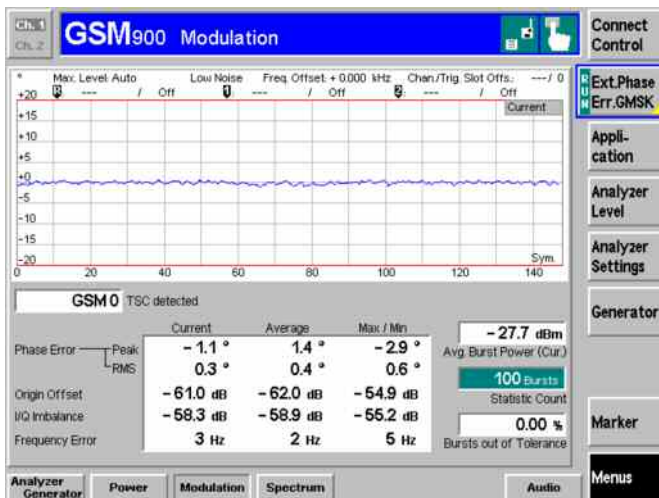 Ch. 1
Ch. 2
GSM900 Modulation
Connect Control
° Max. Level: Auto Low Noise Freq. Offset: + 0.000 kHz Chan./Trig. Slot Offs.: ---/ 0
+20 --- / Off 1: --- / Off 2: --- / Off
Current
+15
+10
+5
+0
-5
-10
-15
-20
Sym.
0 20 40 60 80 100 120 140
GSM 0 TSC detected
Current Average Max / Min
Phase Error Peak - 1.1 ° 1.4 ° - 2.9 °
RMS 0.3 ° 0.4 ° 0.6 °
Origin Offset - 61.0 dB - 62.0 dB - 54.9 dB
I/Q Imbalance - 58.3 dB - 58.9 dB - 55.2 dB
Frequency Error 3 Hz 2 Hz 5 Hz
- 27.7 dBm
Avg. Burst Power (Cur.)
100 Bursts
Statistic Count
0.00 %
Bursts out of Tolerance
RUN
Ext.Phase Err.GMSK
Appli-cation
Analyzer Level
Analyzer Settings
Generator
Marker
Menus
Analyzer Generator
Power
Modulation
Spectrum
Audio